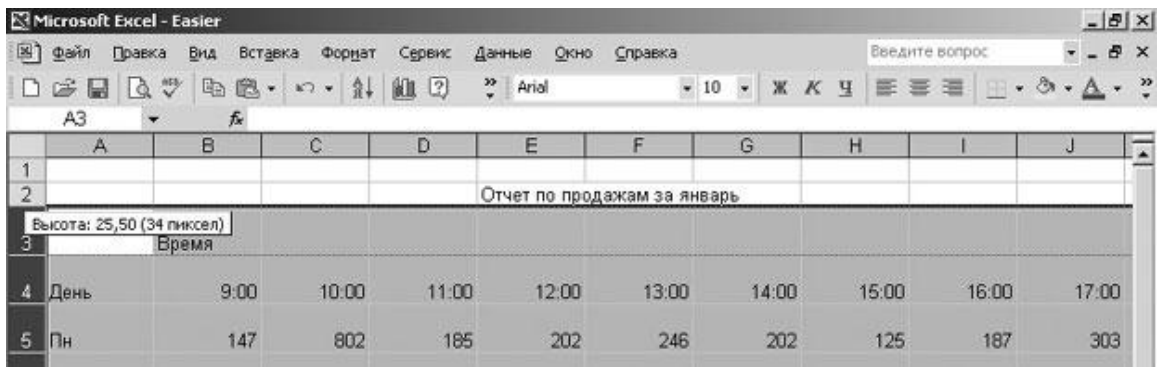 Microsoft Excel - Easier
Файл Правка Вид Вставка Формат Сервис Данные Окно Справка Введите вопрос
Arial 10 Ж К Ч
A3 fx
A B C D E F G H I J
1
2 Отчет по продажам за январь
Высота: 25,50 (34 пиксел)
3 Время
4 День 9:00 10:00 11:00 12:00 13:00 14:00 15:00 16:00 17:00
5 Пн 147 802 185 202 246 202 125 187 303